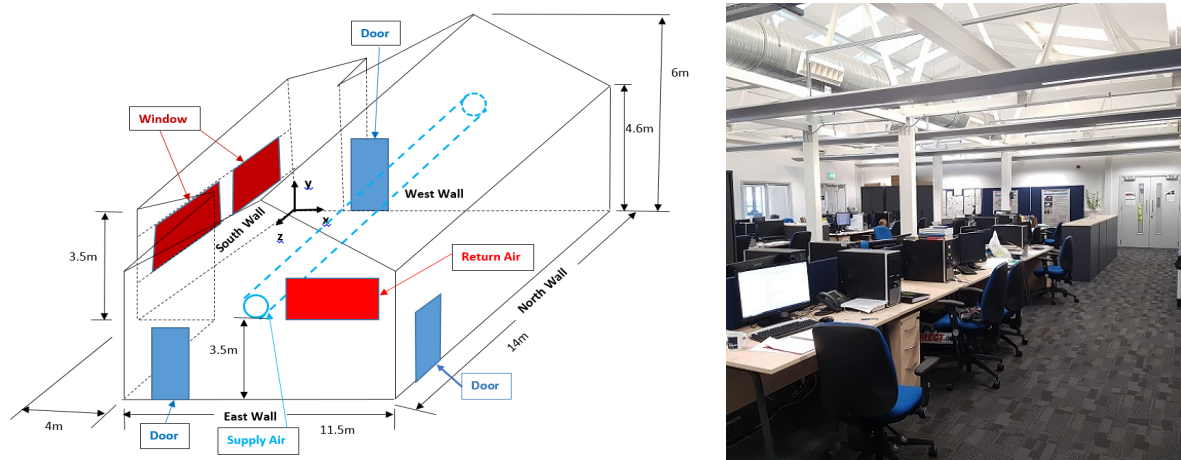 Door
6m
Window
4.6m
y
West Wall
x
South Wall
z
3.5m
Return Air
North Wall
3.5m
14m
Door
East Wall
11.5m
4m
Door
Supply Air